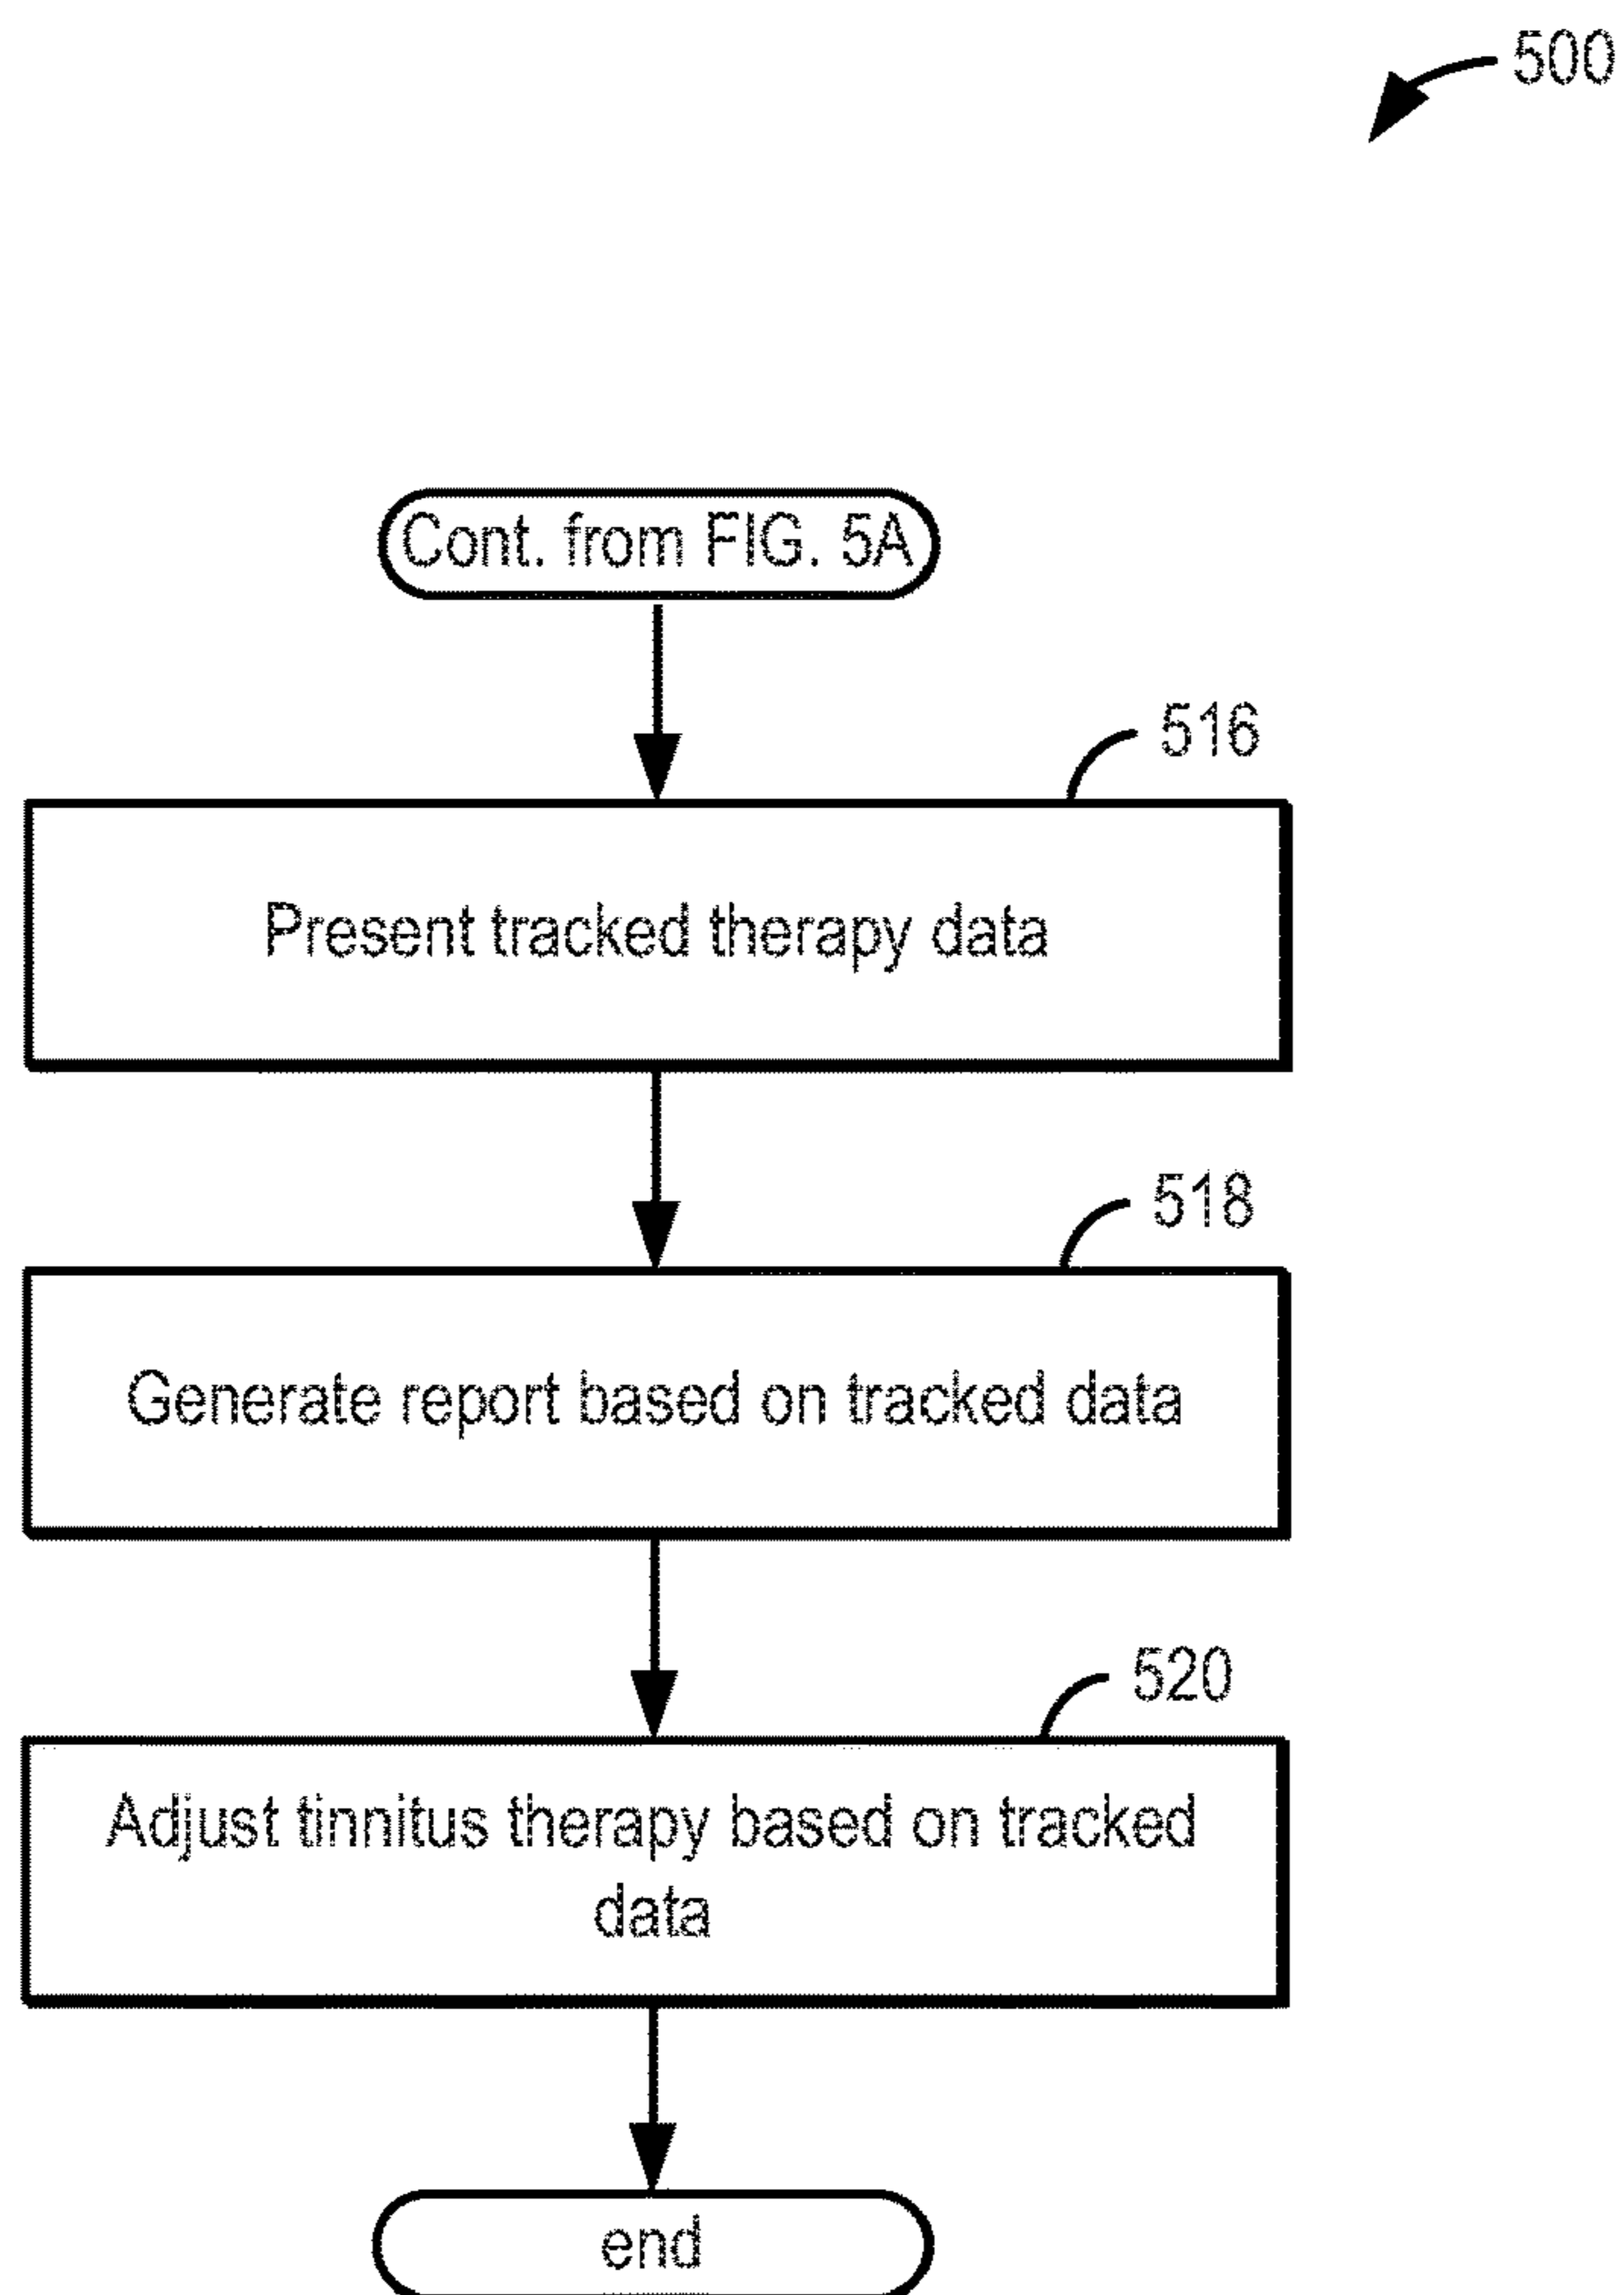 500
Cont. from FIG. 5A
516
Present tracked therapy data
518
Generate report based on tracked data
520
Adjust tinnitus therapy based on tracked
data
end